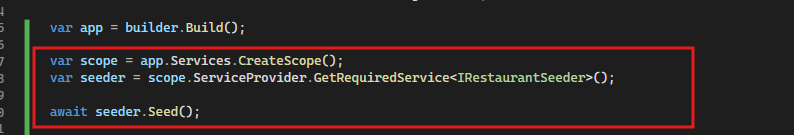 var app = builder.Build();
var scope = app.Services.CreateScope();
var seeder = scope.ServiceProvider.GetRequiredService<IRestaurantSeeder>();
await seeder.Seed();